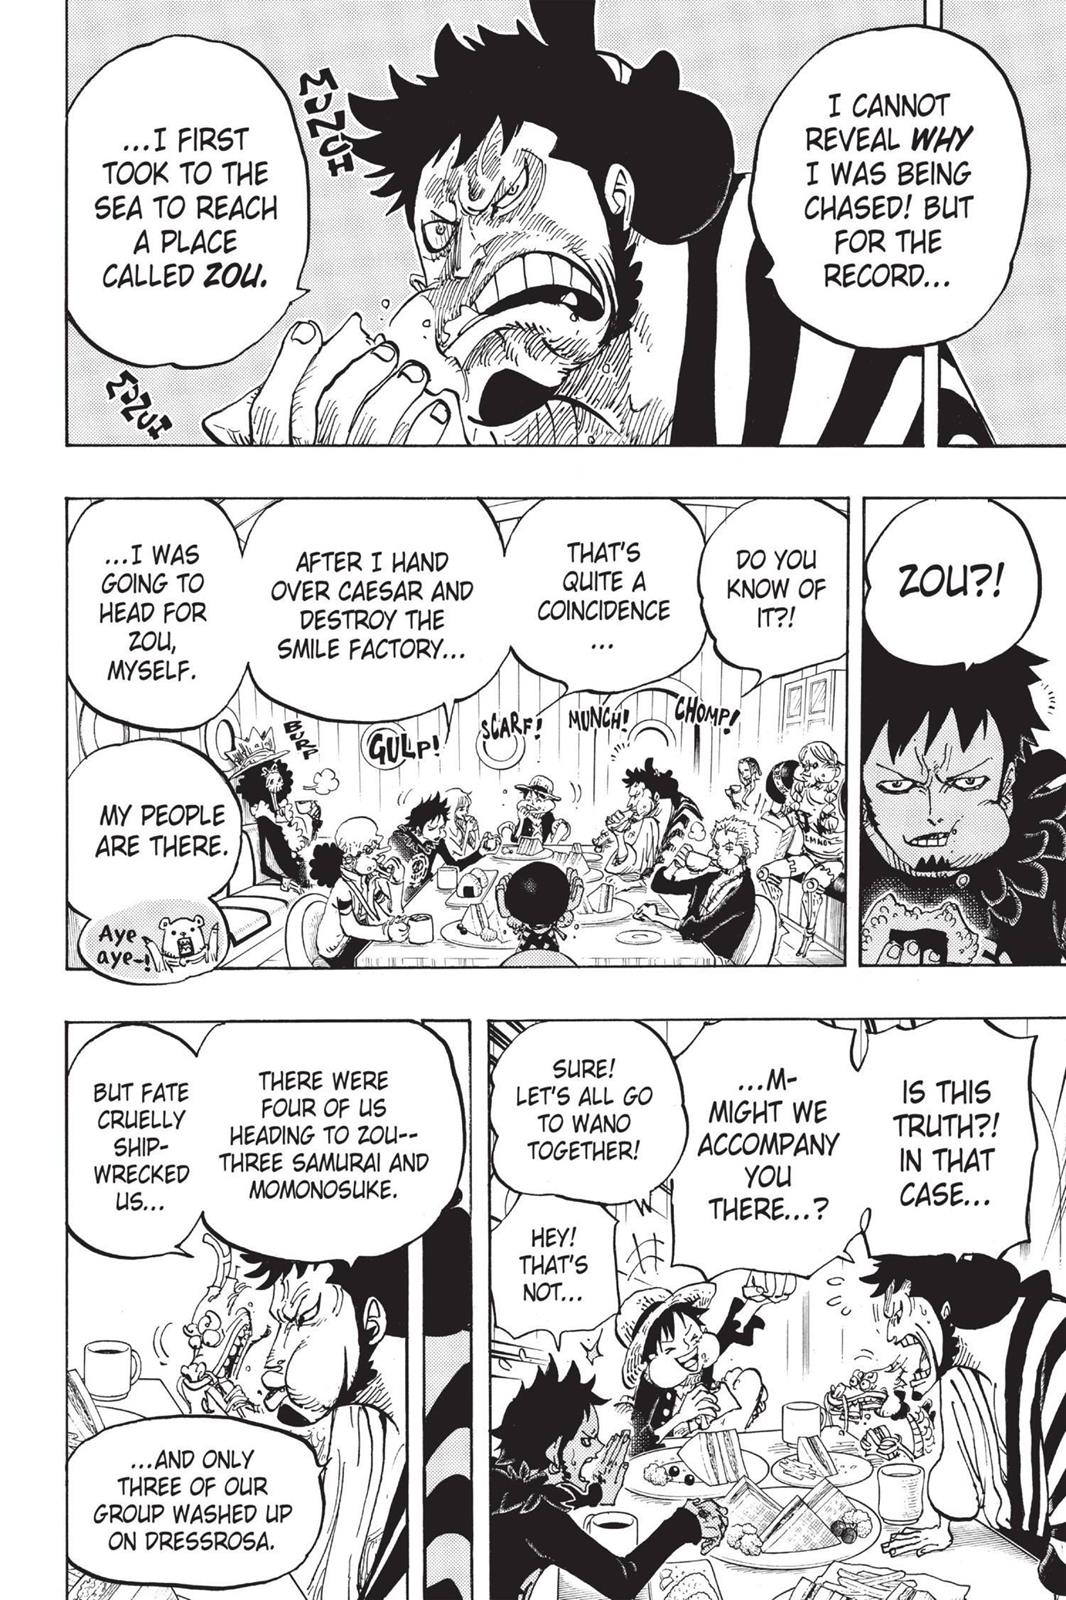 I CANNOT
REVEAL WHY
I WAS BEING
CHASED! BUT
FOR THE
RECORD...
MUNCH
...I FIRST
TOOK TO THE
SEA TO REACH
A PLACE
CALLED ZOU.
ZOU?!
DO YOU
KNOW OF
IT?!
THAT'S
QUITE A
COINCIDENCE
...
AFTER I HAND
OVER CAESAR AND
DESTROY THE
SMILE FACTORY...
...I WAS
GOING TO
HEAD FOR
ZOU,
MYSELF.
MY PEOPLE
ARE THERE.
Aye
aye-!
CHOMP!
MUNCH!
SCARF!
GULLP!
BURP
IS THIS
TRUTH?!
IN THAT
CASE...
...M-
MIGHT WE
ACCOMPANY
YOU
THERE...?
SURE!
LET'S ALL GO
TO WANO
TOGETHER!
HEY!
THAT'S
NOT...
THERE WERE
FOUR OF US
HEADING TO ZOU--
THREE SAMURAI AND
MOMONOSUKE.
BUT FATE
CRUELLY
SHIP-
WRECKED
US...
...AND ONLY
THREE OF OUR
GROUP WASHED UP
ON DRESSROSA.